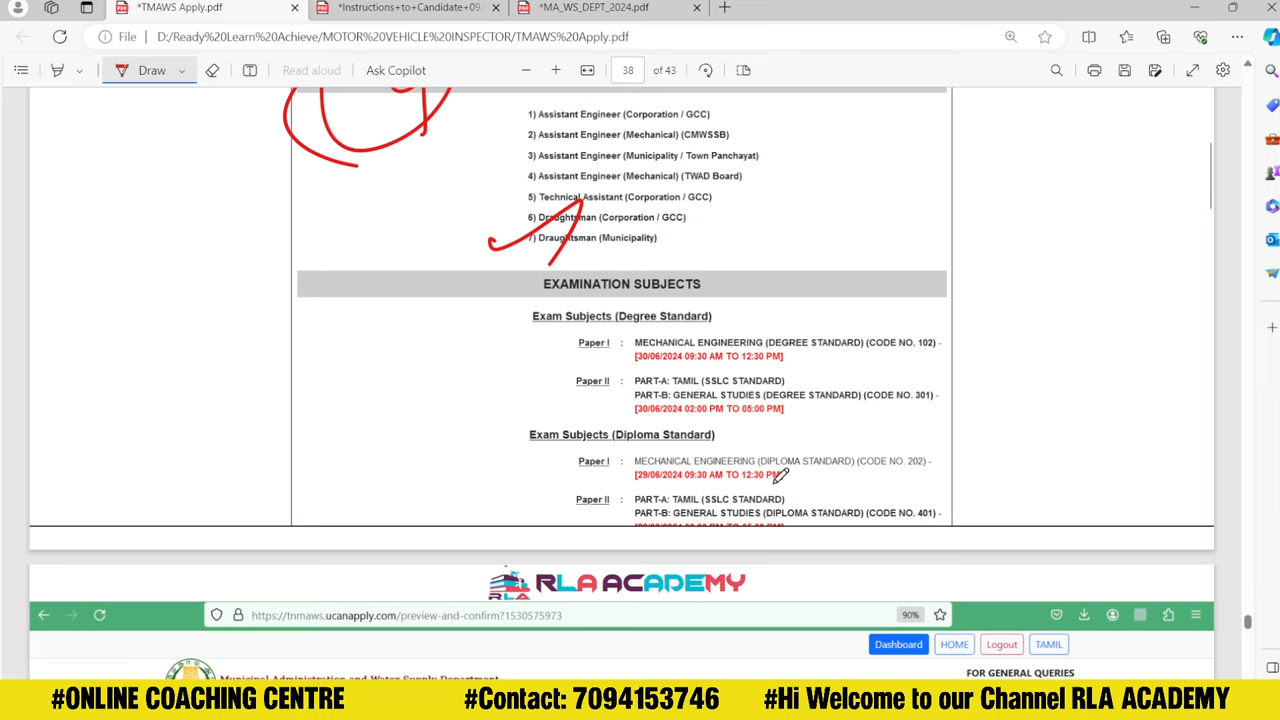 *TMAWS Apply.pdf
*Instructions+to+Candidate+09.
*MA_WS_DEPT_2024.pdf
File
D:/Ready%20Learn%20Achieve/MOTOR%20VEHICLE%20INSPECTOR/TMAWS%20Apply.pdf
Draw
Read aloud
Ask Copilot
38 of 43
1) Assistant Engineer (Corporation / GCC)
2) Assistant Engineer (Mechanical) (CMWSSB)
3) Assistant Engineer (Municipality / Town Panchayat)
4) Assistant Engineer (Mechanical) (TWAD Board)
5) Technical Assistant (Corporation / GCC)
6) Draughtsman (Corporation / GCC)
7) Draughtsman (Municipality)
EXAMINATION SUBJECTS
Exam Subjects (Degree Standard)
Paper I : MECHANICAL ENGINEERING (DEGREE STANDARD) (CODE NO. 102) -
[30/06/2024 09:30 AM TO 12:30 PM]
Paper II : PART-A: TAMIL (SSLC STANDARD)
PART-B: GENERAL STUDIES (DEGREE STANDARD) (CODE NO. 301) -
[30/06/2024 02:00 PM TO 05:00 PM]
Exam Subjects (Diploma Standard)
Paper I : MECHANICAL ENGINEERING (DIPLOMA STANDARD) (CODE NO. 202) -
[29/06/2024 09:30 AM TO 12:30 PM]
Paper II : PART-A: TAMIL (SSLC STANDARD)
PART-B: GENERAL STUDIES (DIPLOMA STANDARD) (CODE NO. 401) -
RLA ACADEMY
RLA
https://tnmaws.ucanapply.com/preview-and-confirm?1530575973
90%
Dashboard
HOME
Logout
TAMIL
Municipal Administration and Water Supply Department
FOR GENERAL QUERIES
#ONLINE COACHING CENTRE
#Contact: 7094153746
#Hi Welcome to our Channel RLA ACADEMY